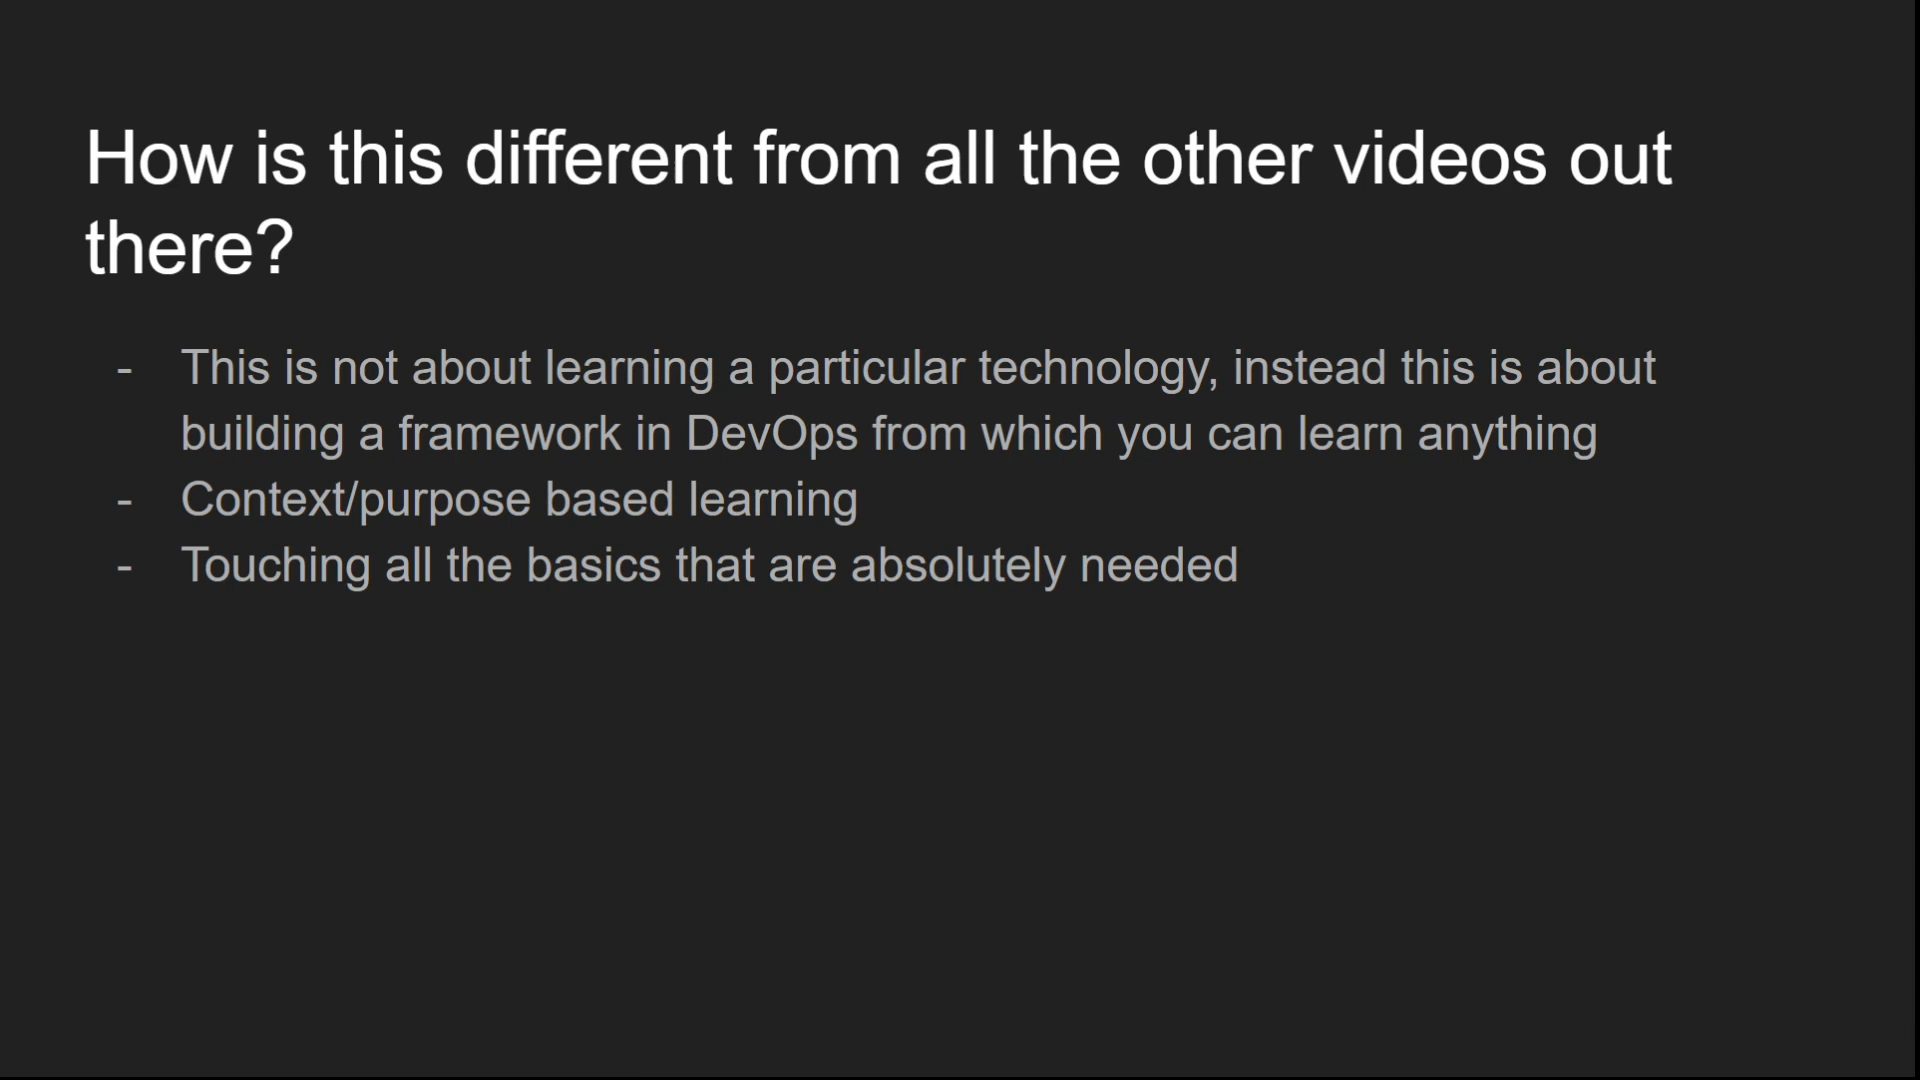 How is this different from all the other videos out
there?
- This is not about learning a particular technology, instead this is about
building a framework in DevOps from which you can learn anything
- Context/purpose based learning
- Touching all the basics that are absolutely needed